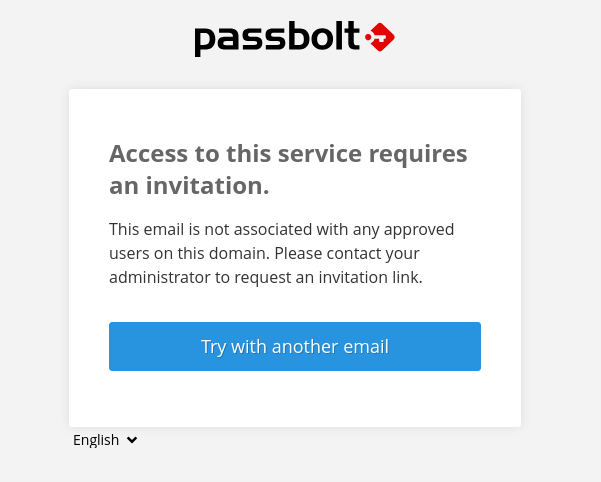 passbolt
Access to this service requires
an invitation.
This email is not associated with any approved
users on this domain. Please contact your
administrator to request an invitation link.
Try with another email
English